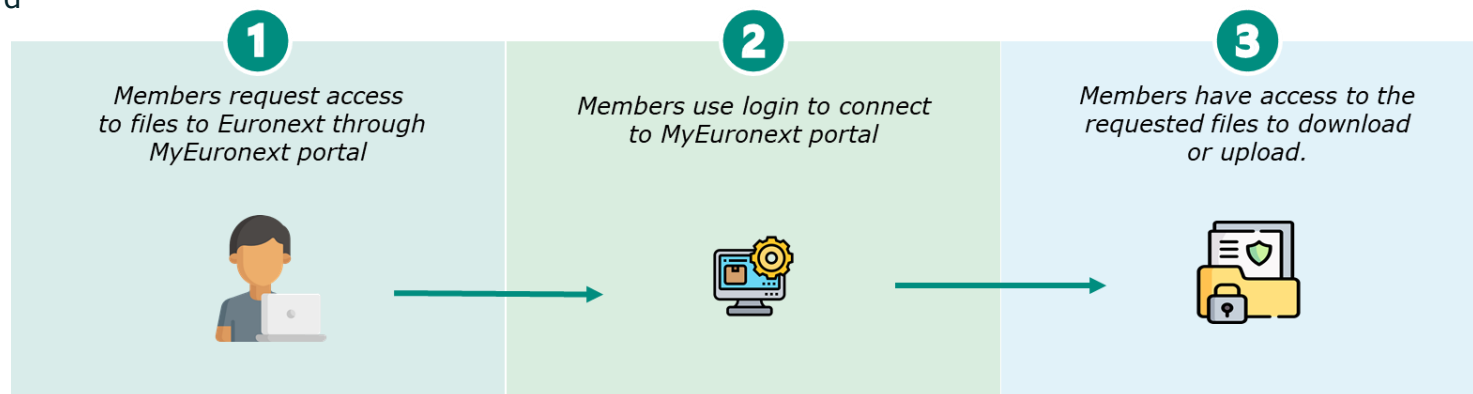 d
1
Members request access
to files to Euronext through
MyEuronext portal
2
Members use login to connect
to MyEuronext portal
3
Members have access to the
requested files to download
or upload.